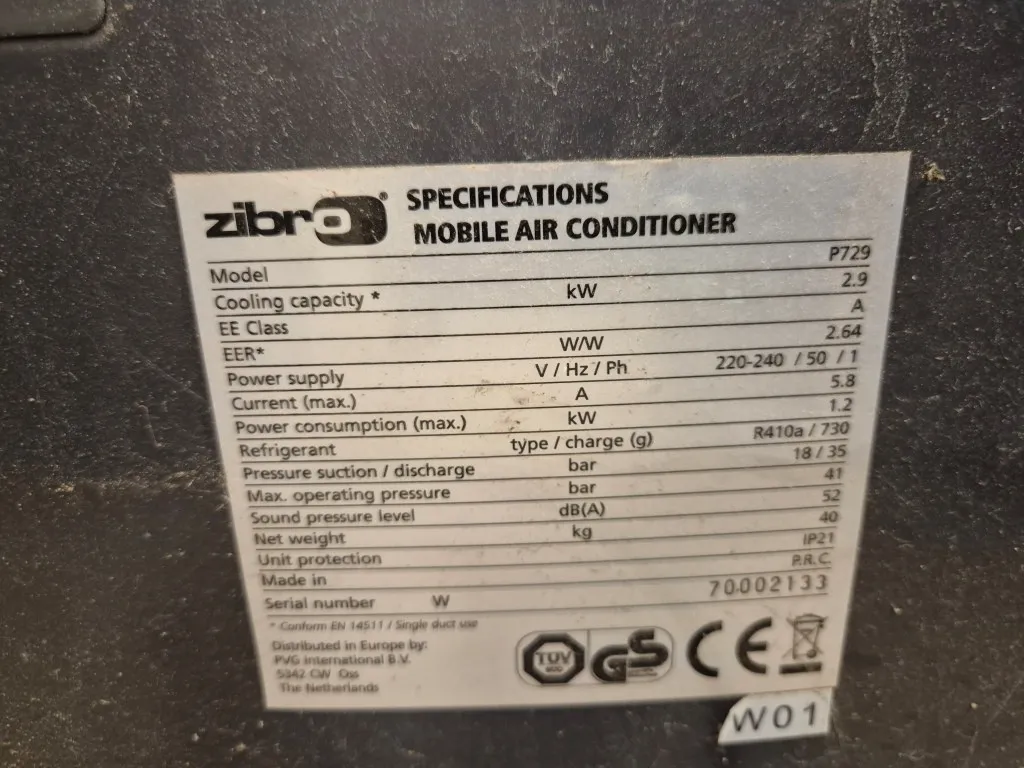 zibro® SPECIFICATIONS
MOBILE AIR CONDITIONER
Model P729
Cooling capacity * kW 2.9
EE Class A
EER* W/W 2.64
Power supply V / Hz / Ph 220-240 / 50 / 1
Current (max.) A 5.8
Power consumption (max.) kW 1.2
Refrigerant type / charge (g) R410a / 730
Pressure suction / discharge bar 18 / 35
Max. operating pressure bar 41
Sound pressure level dB(A) 52
Net weight kg 40
Unit protection IP21
Made in P.R.C.
Serial number W 70002133
* Conform EN 14511 / Single duct use
Distributed in Europe by:
PVG international B.V.
5342 CW Oss
The Netherlands
TÜV GS CE
W01